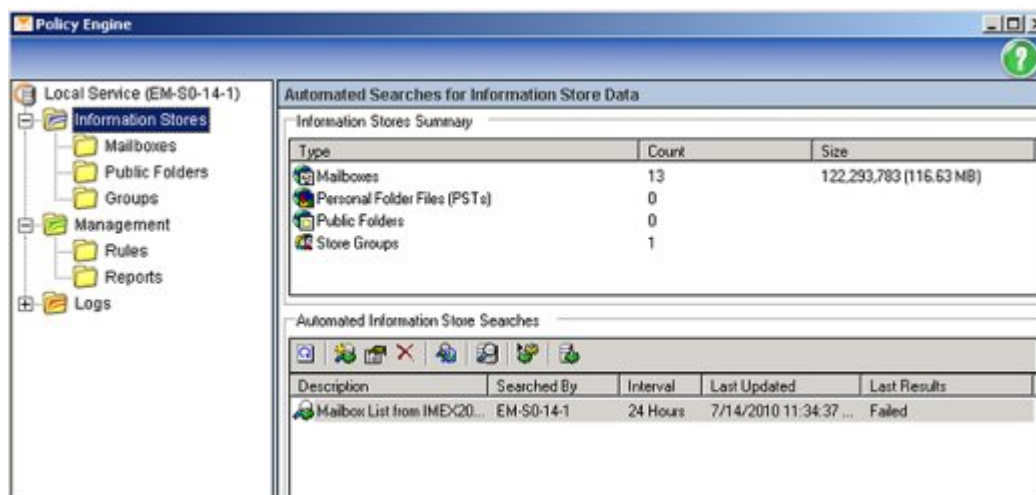 Policy Engine
Local Service (EM-S0-14-1)
Information Stores
Mailboxes
Public Folders
Groups
Management
Rules
Reports
Logs
Automated Searches for Information Store Data
Information Stores Summary
Type Count Size
Mailboxes 13 122,293,783 (116.63 MB)
Personal Folder Files (PSTs) 0
Public Folders 0
Store Groups 1
Automated Information Store Searches
Description Searched By Interval Last Updated Last Results
Mailbox List from IMEX20... EM-S0-14-1 24 Hours 7/14/2010 11:34:37 ... Failed